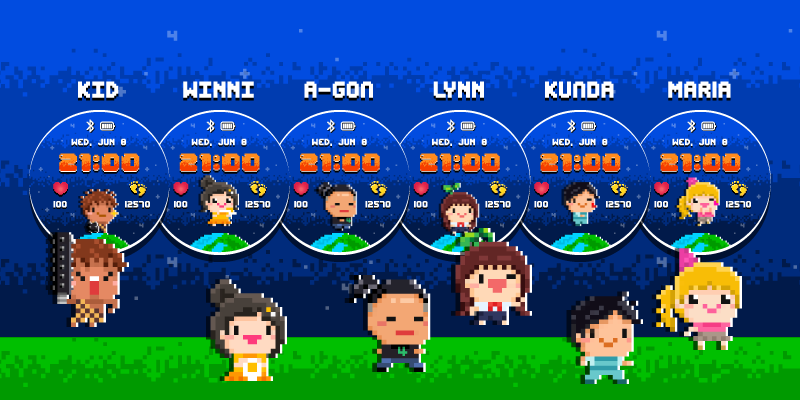 KID WINNI A-GON LYNN KUNDA MARIA
WED, JUN 8 WED, JUN 8 WED, JUN 8 WED, JUN 8 WED, JUN 8 WED, JUN 8
21:00 21:00 21:00 21:00 21:00 21:00
100 12570 100 12570 100 12570 100 12570 100 12570 100 12570
4